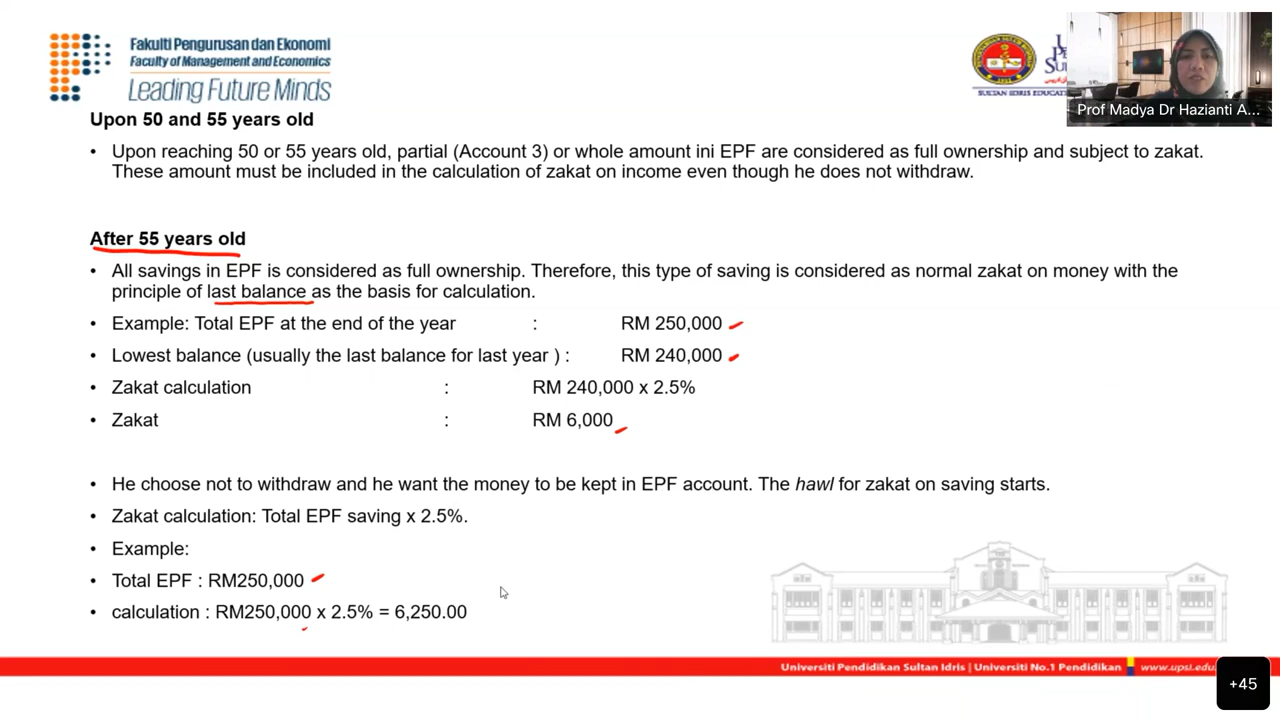 Fakulti Pengurusan dan Ekonomi
Faculty of Management and Economics
Leading Future Minds
SULTAN IDRIS EDUCA
Prof Madya Dr Hazianti A...
Upon 50 and 55 years old
• Upon reaching 50 or 55 years old, partial (Account 3) or whole amount ini EPF are considered as full ownership and subject to zakat.
These amount must be included in the calculation of zakat on income even though he does not withdraw.
After 55 years old
• All savings in EPF is considered as full ownership. Therefore, this type of saving is considered as normal zakat on money with the
principle of last balance as the basis for calculation.
• Example: Total EPF at the end of the year : RM 250,000
• Lowest balance (usually the last balance for last year ) : RM 240,000
• Zakat calculation : RM 240,000 x 2.5%
• Zakat : RM 6,000
• He choose not to withdraw and he want the money to be kept in EPF account. The hawl for zakat on saving starts.
• Zakat calculation: Total EPF saving x 2.5%.
• Example:
• Total EPF : RM250,000
• calculation : RM250,000 x 2.5% = 6,250.00
Universiti Pendidikan Sultan Idris | Universiti No.1 Pendidikan www.upsi.edu
+45